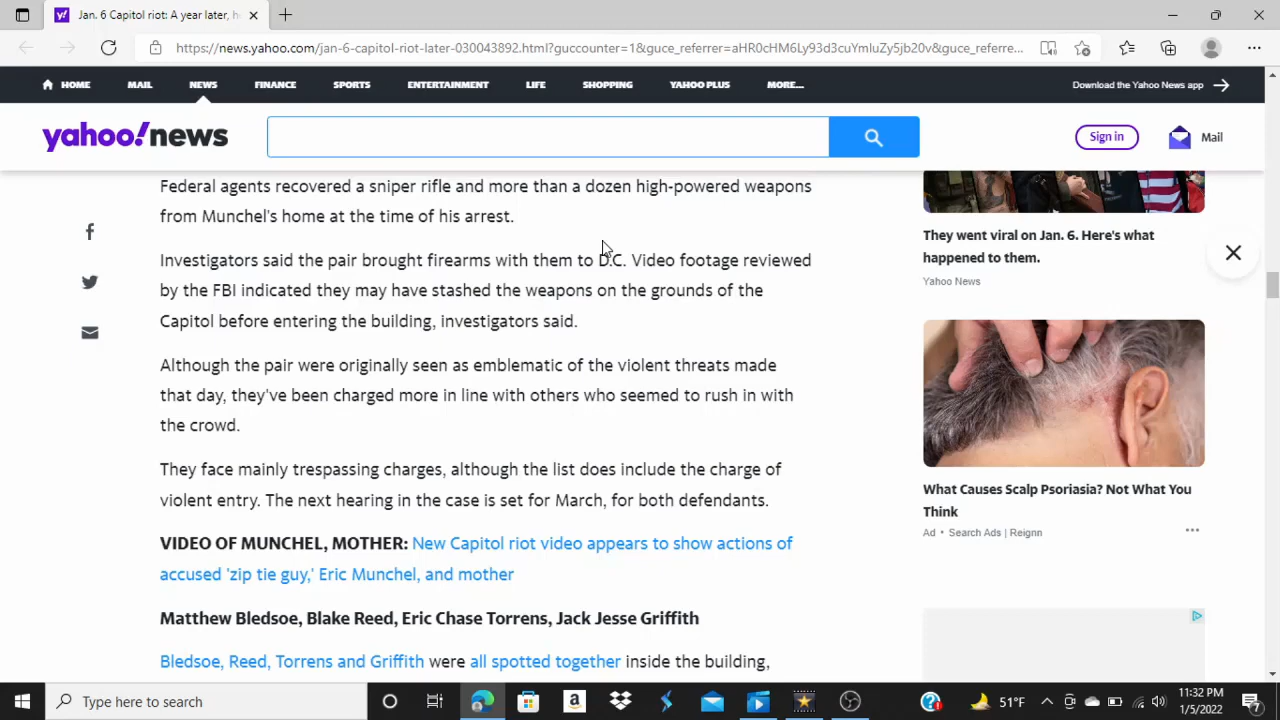 Jan. 6 Capitol riot: A year later, h
https://news.yahoo.com/jan-6-capitol-riot-later-030043892.html?guccounter=1&guce_referrer=aHR0cHM6Ly93d3cuYmluZy5jb20v&guce_referre...
HOME MAIL NEWS FINANCE SPORTS ENTERTAINMENT LIFE SHOPPING YAHOO PLUS MORE... Download the Yahoo News app
yahoo!news Sign in Mail
Federal agents recovered a sniper rifle and more than a dozen high-powered weapons
from Munchel's home at the time of his arrest.
Investigators said the pair brought firearms with them to D.C. Video footage reviewed
by the FBI indicated they may have stashed the weapons on the grounds of the
Capitol before entering the building, investigators said.
Although the pair were originally seen as emblematic of the violent threats made
that day, they've been charged more in line with others who seemed to rush in with
the crowd.
They face mainly trespassing charges, although the list does include the charge of
violent entry. The next hearing in the case is set for March, for both defendants.
VIDEO OF MUNCHEL, MOTHER: New Capitol riot video appears to show actions of
accused 'zip tie guy,' Eric Munchel, and mother
Matthew Bledsoe, Blake Reed, Eric Chase Torrens, Jack Jesse Griffith
Bledsoe, Reed, Torrens and Griffith were all spotted together inside the building,
They went viral on Jan. 6. Here's what
happened to them.
Yahoo News
What Causes Scalp Psoriasia? Not What You
Think
Ad • Search Ads | Reignn
Type here to search
51°F
11:32 PM
1/5/2022
7